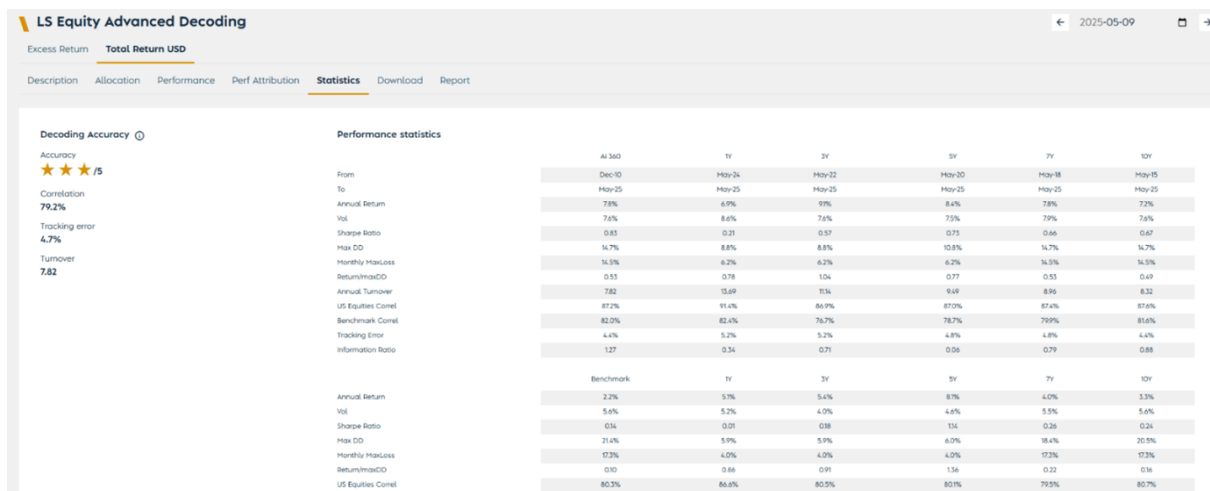 LS Equity Advanced Decoding
← 2025-05-09 →
Excess Return Total Return USD
Description Allocation Performance Perf Attribution Statistics Download Report
Decoding Accuracy
Accuracy
/5
Correlation
79.2%
Tracking error
4.7%
Turnover
7.82
Performance statistics
AI 360 1Y 3Y 5Y 7Y 10Y
From Dec-10 May-24 May-22 May-20 May-18 May-15
To May-25 May-25 May-25 May-25 May-25 May-25
Annual Return 7.8% 6.9% 9.1% 8.4% 7.8% 7.2%
Vol. 7.6% 8.6% 7.6% 7.5% 7.9% 7.6%
Sharpe Ratio 0.83 0.21 0.57 0.73 0.66 0.67
Max DD 14.7% 8.8% 8.8% 10.8% 14.7% 14.7%
Monthly MaxLoss 14.5% 6.2% 6.2% 6.2% 14.5% 14.5%
Return/maxDD 0.53 0.78 1.04 0.77 0.53 0.49
Annual Turnover 7.82 13.69 11.14 9.49 8.96 8.32
US Equities Correl 87.2% 91.4% 86.9% 87.0% 87.4% 87.6%
Benchmark Correl 82.0% 82.4% 76.7% 78.7% 79.9% 81.6%
Tracking Error 4.4% 5.2% 5.2% 4.8% 4.8% 4.4%
Information Ratio 1.27 0.34 0.71 0.06 0.79 0.88
Benchmark 1Y 3Y 5Y 7Y 10Y
Annual Return 2.2% 5.1% 5.4% 8.1% 4.0% 3.3%
Vol. 5.6% 5.2% 4.0% 4.6% 5.5% 5.6%
Sharpe Ratio 0.14 0.01 0.18 1.14 0.26 0.24
Max DD 21.4% 5.9% 5.9% 6.0% 18.4% 20.5%
Monthly MaxLoss 17.3% 4.0% 4.0% 4.0% 17.3% 17.3%
Return/maxDD 0.10 0.86 0.91 1.36 0.22 0.16
US Equities Correl 80.3% 86.6% 80.5% 80.1% 79.5% 80.7%